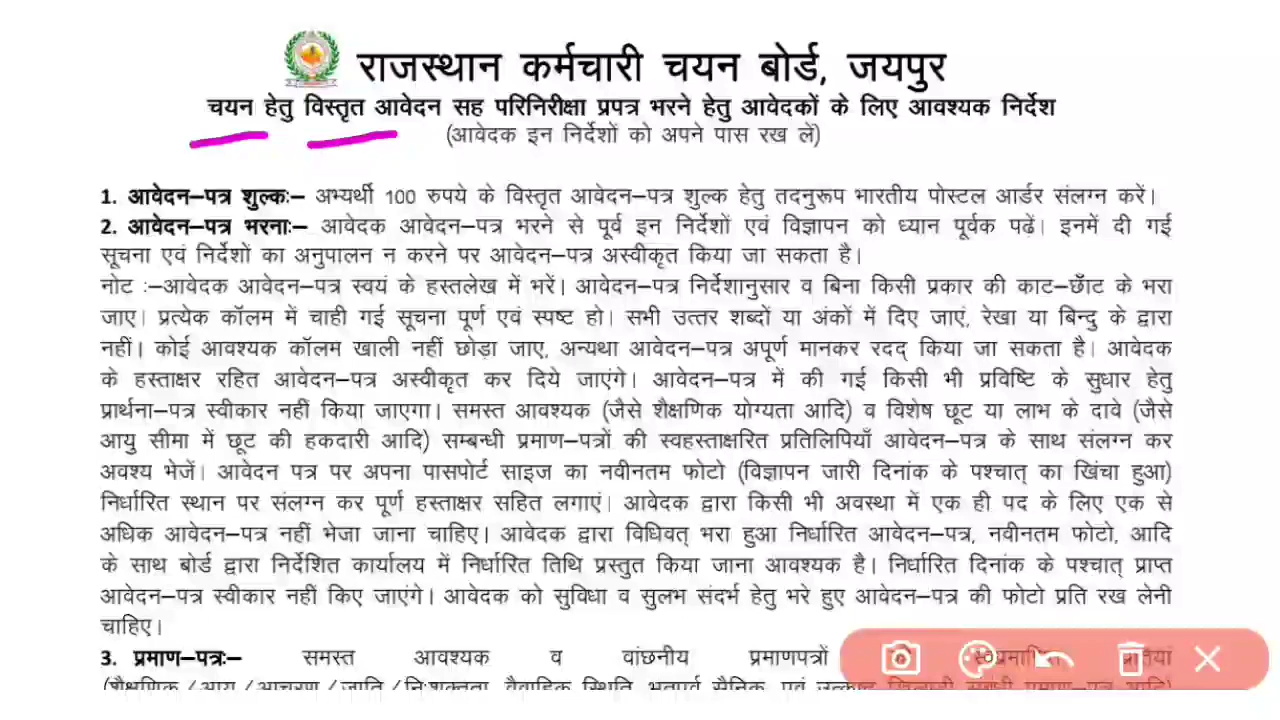 राजस्थान कर्मचारी चयन बोर्ड, जयपुर
चयन हेतु विस्तृत आवेदन सह परिनिरीक्षा प्रपत्र भरने हेतु आवेदकों के लिए आवश्यक निर्देश
(आवेदक इन निर्देशों को अपने पास रख लें)
1. आवेदन–पत्र शुल्कः– अभ्यर्थी 100 रुपये के विस्तृत आवेदन–पत्र शुल्क हेतु तदनुरूप भारतीय पोस्टल आर्डर संलग्न करें।
2. आवेदन–पत्र भरनाः– आवेदक आवेदन–पत्र भरने से पूर्व इन निर्देशों एवं विज्ञापन को ध्यान पूर्वक पढ़ें। इनमें दी गई
सूचना एवं निर्देशों का अनुपालन न करने पर आवेदन–पत्र अस्वीकृत किया जा सकता है।
नोट :–आवेदक आवेदन–पत्र स्वयं के हस्तलेख में भरें। आवेदन–पत्र निर्देशानुसार व बिना किसी प्रकार की काट–छाँट के भरा
जाए। प्रत्येक कॉलम में चाही गई सूचना पूर्ण एवं स्पष्ट हो। सभी उत्तर शब्दों या अंकों में दिए जाएं, रेखा या बिन्दु के द्वारा
नहीं। कोई आवश्यक कॉलम खाली नहीं छोड़ा जाए, अन्यथा आवेदन–पत्र अपूर्ण मानकर रदद् किया जा सकता है। आवेदक
के हस्ताक्षर रहित आवेदन–पत्र अस्वीकृत कर दिये जाएंगे। आवेदन–पत्र में की गई किसी भी प्रविष्टि के सुधार हेतु
प्रार्थना–पत्र स्वीकार नहीं किया जाएगा। समस्त आवश्यक (जैसे शैक्षणिक योग्यता आदि) व विशेष छूट या लाभ के दावे (जैसे
आयु सीमा में छूट की हकदारी आदि) सम्बन्धी प्रमाण–पत्रों की स्वहस्ताक्षरित प्रतिलिपियाँ आवेदन–पत्र के साथ संलग्न कर
अवश्य भेजें। आवेदन पत्र पर अपना पासपोर्ट साइज का नवीनतम फोटो (विज्ञापन जारी दिनांक के पश्चात् का खिंचा हुआ)
निर्धारित स्थान पर संलग्न कर पूर्ण हस्ताक्षर सहित लगाएं। आवेदक द्वारा किसी भी अवस्था में एक ही पद के लिए एक से
अधिक आवेदन–पत्र नहीं भेजा जाना चाहिए। आवेदक द्वारा विधिवत् भरा हुआ निर्धारित आवेदन–पत्र, नवीनतम फोटो, आदि
के साथ बोर्ड द्वारा निर्देशित कार्यालय में निर्धारित तिथि प्रस्तुत किया जाना आवश्यक है। निर्धारित दिनांक के पश्चात् प्राप्त
आवेदन–पत्र स्वीकार नहीं किए जाएंगे। आवेदक को सुविधा व सुलभ संदर्भ हेतु भरे हुए आवेदन–पत्र की फोटो प्रति रख लेनी
चाहिए।
3. प्रमाण–पत्रः– समस्त आवश्यक व वांछनीय प्रमाणपत्रों
(शैक्षणिक/आयु/आचरण/जाति/निःशक्तता, वैवाहिक स्थिति, भूतपूर्व सैनिक, एवं